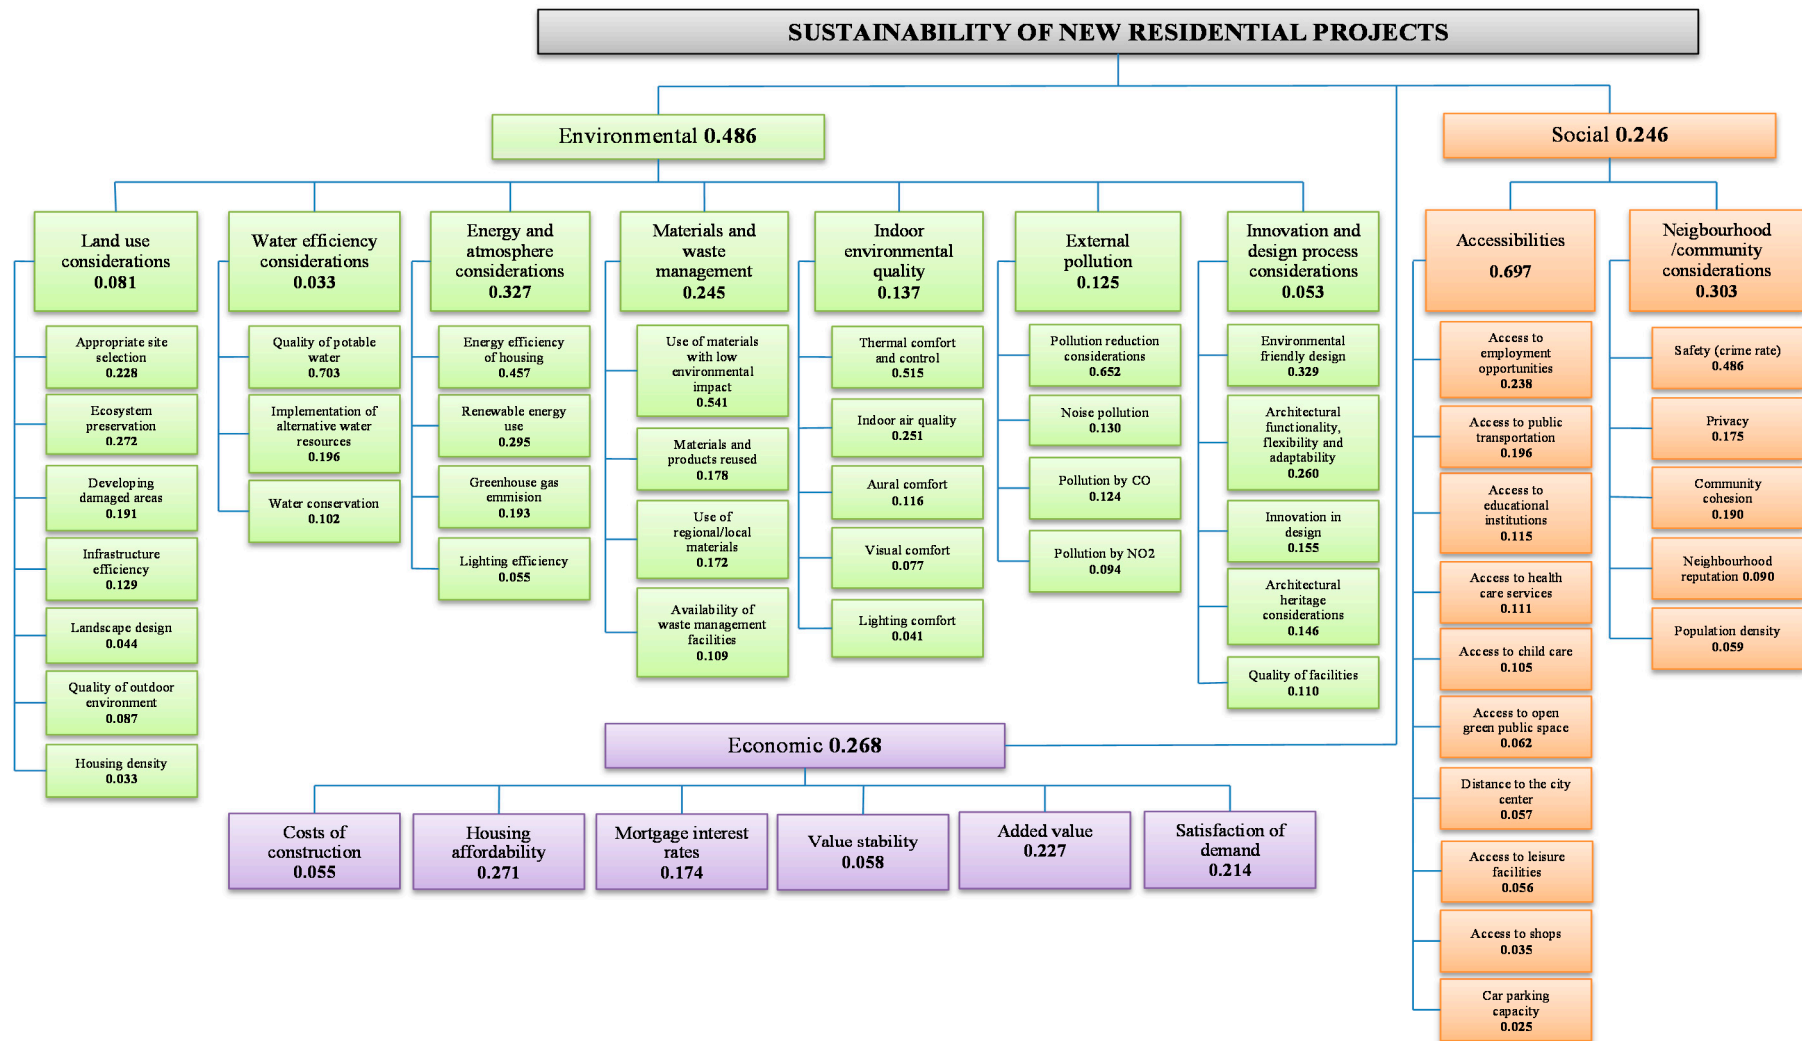 SUSTAINABILITY OF NEW RESIDENTIAL PROJECTS
Environmental 0.486
Social 0.246
Land use
considerations
0.081
Appropriate site
selection
0.228
Ecosystem
preservation
0.272
Developing
damaged areas
0.191
Infrastructure
efficiency
0.129
Landscape design
0.044
Quality of outdoor
environment
0.087
Housing density
0.033
Water efficiency
considerations
0.033
Quality of potable
water
0.703
Implementation of
alternative water
resources
0.196
Water conservation
0.102
Energy and
atmosphere
considerations
0.327
Energy efficiency
of housing
0.457
Renewable energy
use
0.295
Greenhouse gas
emmision
0.193
Lighting efficiency
0.055
Materials and
waste
management
0.245
Use of materials
with low
environmental
impact
0.541
Materials and
products reused
0.178
Use of
regional/local
materials
0.172
Availability of
waste management
facilities
0.109
Indoor
environmental
quality
0.137
Thermal comfort
and control
0.515
Indoor air quality
0.251
Aural comfort
0.116
Visual comfort
0.077
Lighting comfort
0.041
External
pollution
0.125
Pollution reduction
considerations
0.652
Noise pollution
0.130
Pollution by CO
0.124
Pollution by NO2
0.094
Innovation and
design process
considerations
0.053
Environmental
friendly design
0.329
Architectural
functionality,
flexibility and
adaptability
0.260
Innovation in
design
0.155
Architectural
heritage
considerations
0.146
Quality of facilities
0.110
Accessibilities
0.697
Access to
employment
opportunities
0.238
Access to public
transportation
0.196
Access to
educational
institutions
0.115
Access to health
care services
0.111
Access to child care
0.105
Access to open
green public space
0.062
Distance to the city
center
0.057
Access to leisure
facilities
0.056
Access to shops
0.035
Car parking
capacity
0.025
Neigbourhood
/community
considerations
0.303
Safety (crime rate)
0.486
Privacy
0.175
Community
cohesion
0.190
Neighbourhood
reputation 0.090
Population density
0.059
Economic 0.268
Costs of
construction
0.055
Housing
affordability
0.271
Mortgage interest
rates
0.174
Value stability
0.058
Added value
0.227
Satisfaction of
demand
0.214